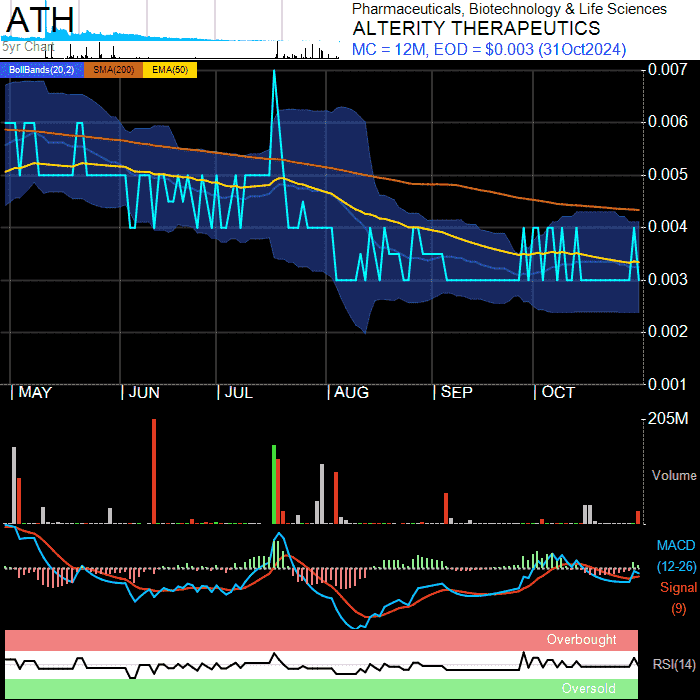 ATH
Pharmaceuticals, Biotechnology & Life Sciences
ALTERITY THERAPEUTICS
5yr Chart
MC = 12M, EOD = $0.003 (31Oct2024)
BollBands(20,2) SMA(200) EMA(50)
0.007
0.006
0.005
0.004
0.003
0.002
0.001
MAY JUN JUL AUG SEP OCT
205M
Volume
MACD
(12-26)
Signal
(9)
Overbought
RSI(14)
Oversold